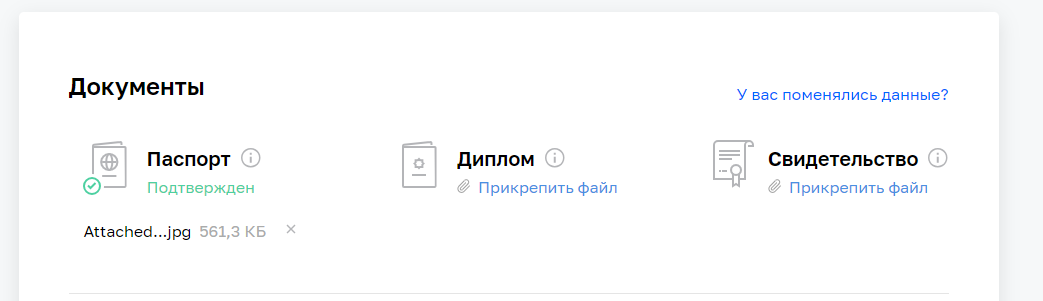 Документы
У вас поменялись данные?
Паспорт
Подтвержден
Attached...jpg 561,3 КБ
Диплом
Прикрепить файл
Свидетельство
Прикрепить файл